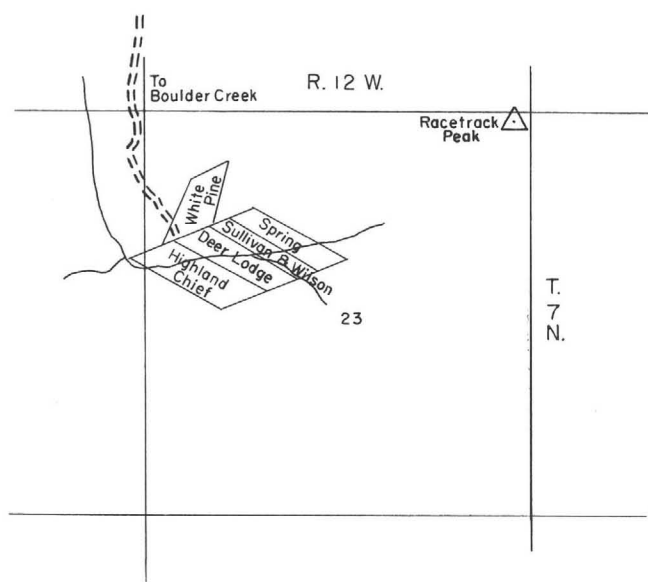 To
Boulder Creek
R. 12 W.
Racetrack
Peak
White
Pine
Spring
Sullivan & Wilson
Deer Lodge
Highland
Chief
23
T.
7
N.